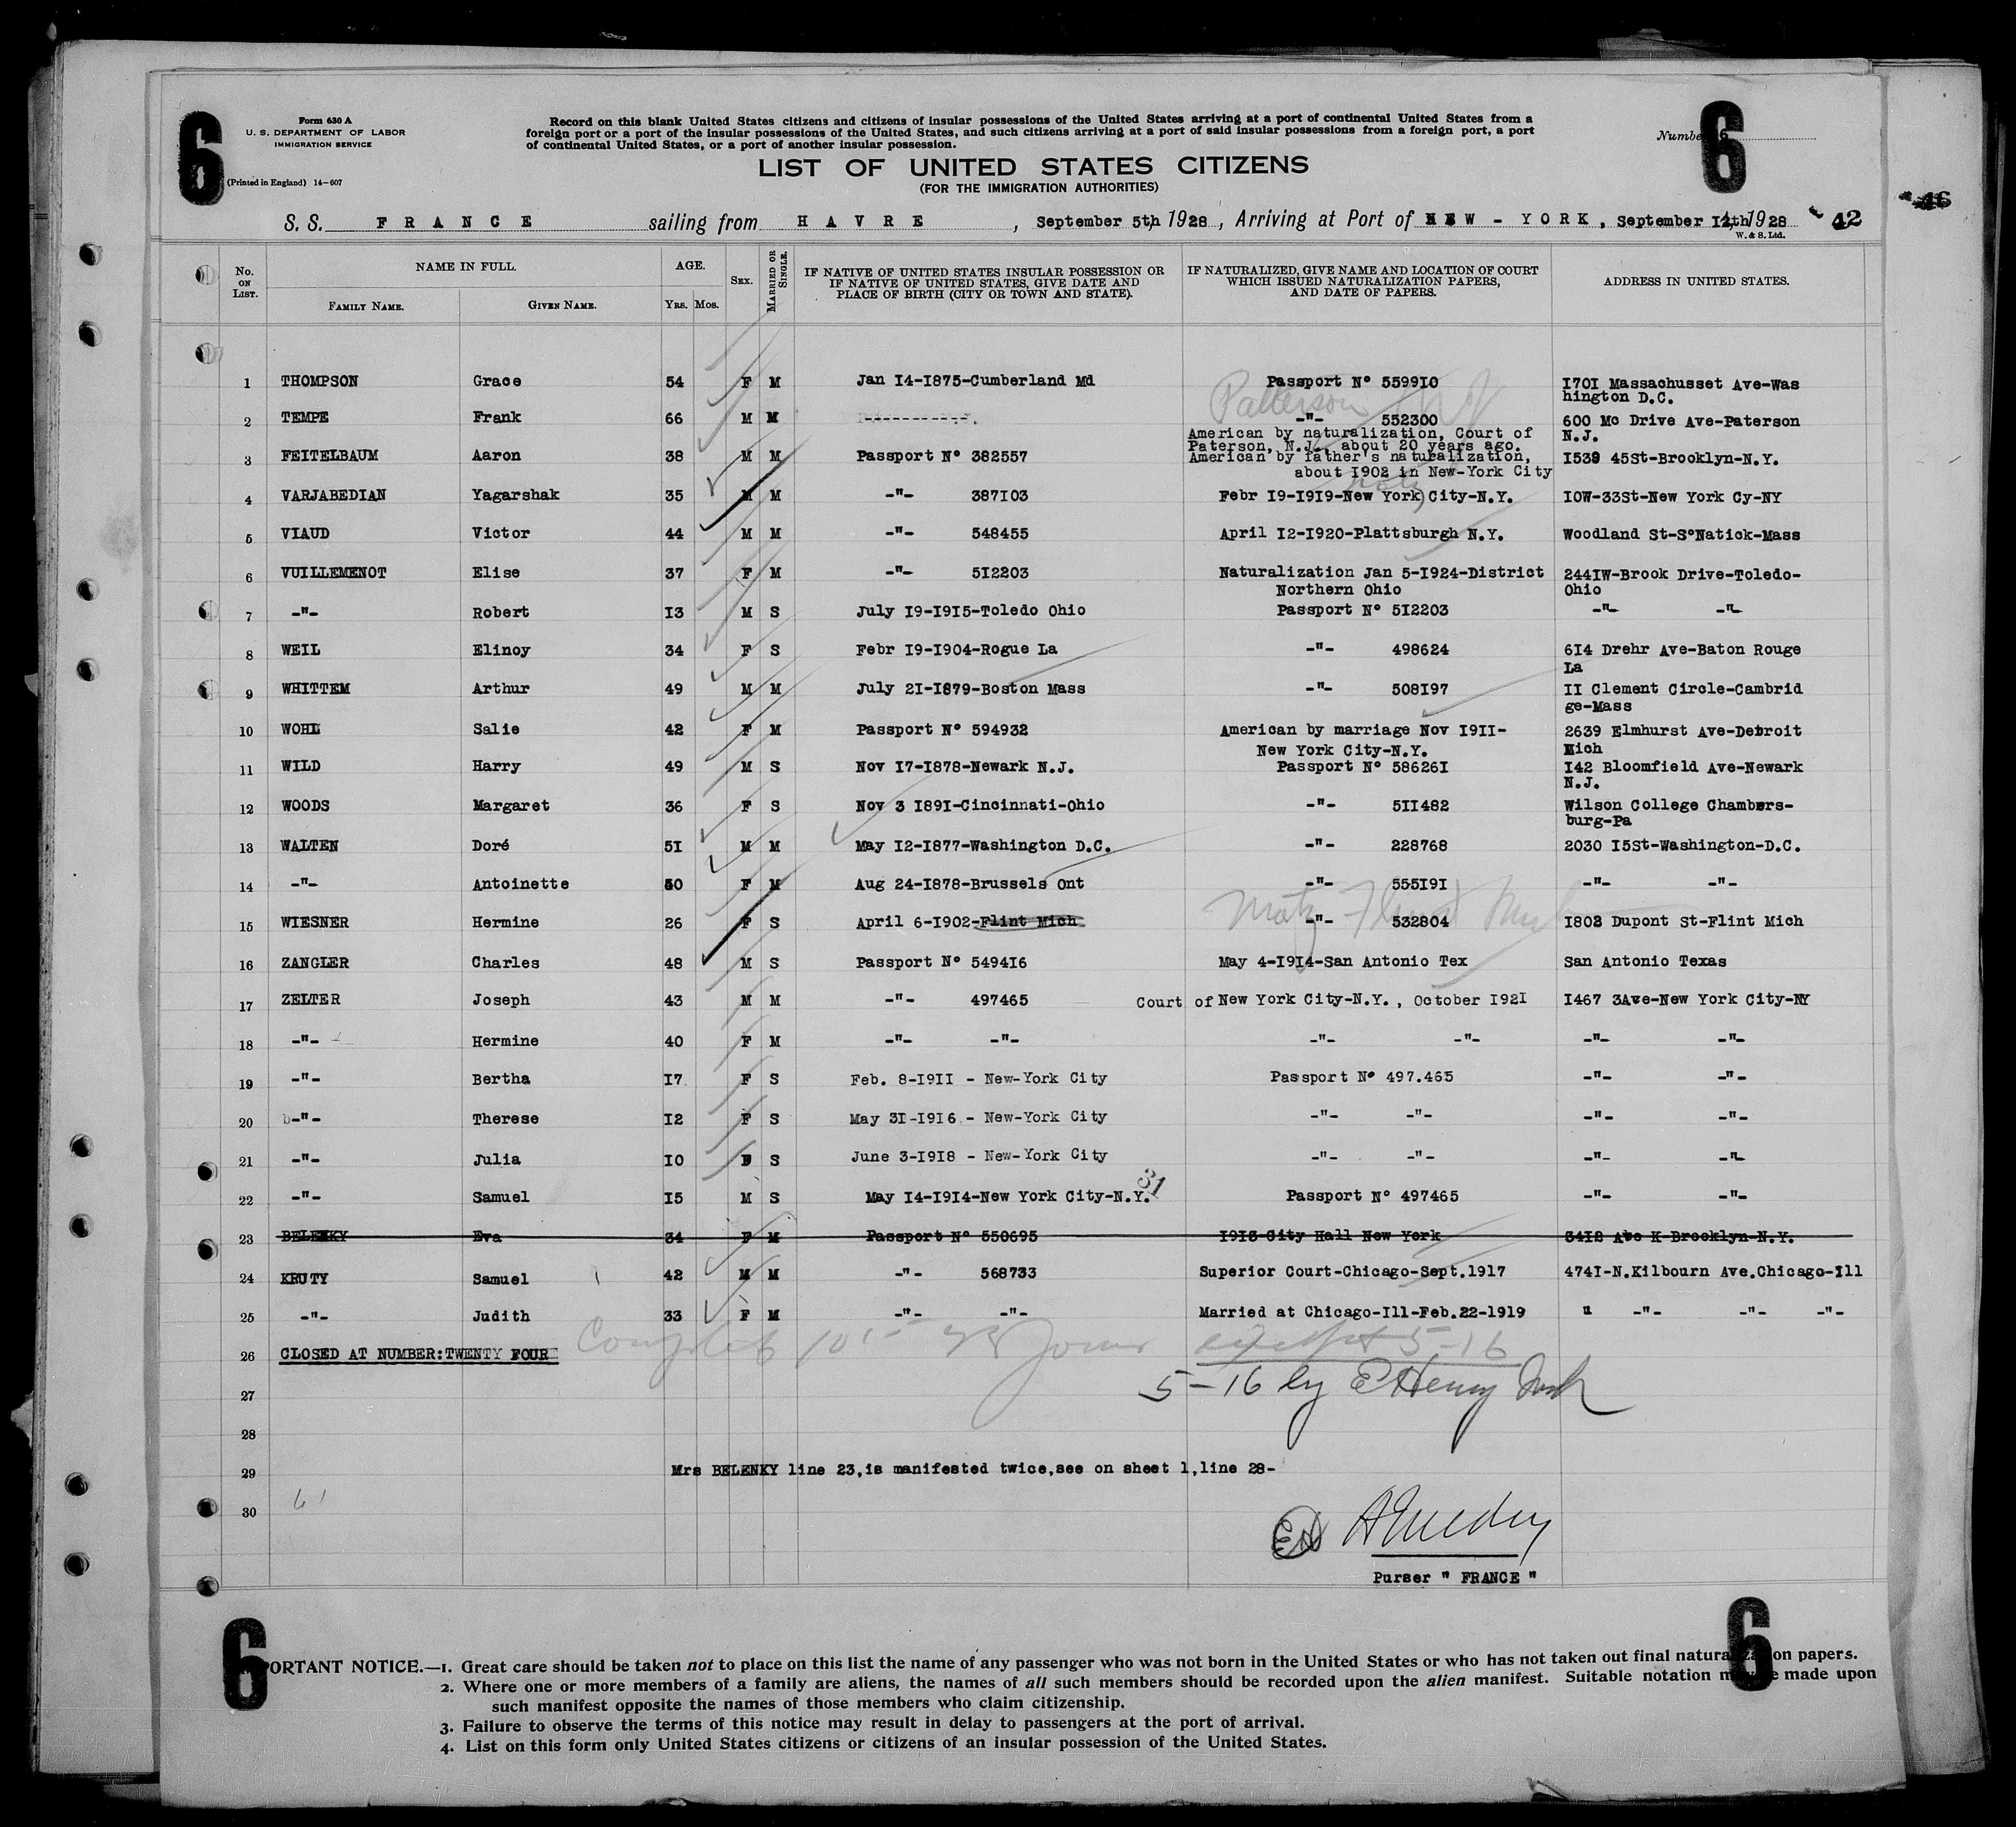 6
Form 630 A
U. S. DEPARTMENT OF LABOR
IMMIGRATION SERVICE
(Printed in England) 14—607
Record on this blank United States citizens and citizens of insular possessions of the United States arriving at a port of continental United States from a
foreign port or a port of the insular possessions of the United States, and such citizens arriving at a port of said insular possessions from a foreign port, a port
of continental United States, or a port of another insular possession.
LIST OF UNITED STATES CITIZENS
(FOR THE IMMIGRATION AUTHORITIES)
Number 6
6
46
S. S. FRANCE sailing from HAVRE , September 5th, 1928 , Arriving at Port of NEW - YORK , September 12th, 1928 42
W. & S. Ltd.
No. ON LIST. NAME IN FULL. AGE. SEX. MARRIED OR SINGLE. IF NATIVE OF UNITED STATES INSULAR POSSESSION OR IF NATIVE OF UNITED STATES, GIVE DATE AND PLACE OF BIRTH (CITY OR TOWN AND STATE). IF NATURALIZED, GIVE NAME AND LOCATION OF COURT WHICH ISSUED NATURALIZATION PAPERS, AND DATE OF PAPERS. ADDRESS IN UNITED STATES.
FAMILY NAME. GIVEN NAME. YRS. MOS.
1 THOMPSON Grace 54 F M Jan 14-1875-Cumberland Md Passport N° 559910 1701 Massachusset Ave-Was
hington D.C.
Patterson NJ
2 TEMPE Frank 66 M M -"- 552300 600 Mc Drive Ave-Paterson
N.J.
American by naturalization, Court of
Paterson, N.J., about 20 years ago.
3 FEITELBAUM Aaron 38 M M Passport N° 382557 American by father's naturalization, 1539 45St-Brooklyn-N.Y.
about 1902 in New-York City
4 VARJABEDIAN Yagarshak 35 M M -"- 387103 Febr 19-1919-New York City-N.Y. 10W-33St-New York Cy-NY
5 VIAUD Victor 44 M M -"- 548455 April 12-1920-Plattsburgh N.Y. Woodland St-S°Natick-Mass
6 VUILLEMENOT Elise 37 F M -"- 512203 Naturalization Jan 5-1924-District 2441W-Brook Drive-Toledo-
Northern Ohio Ohio
7 -"- Robert 13 M S July 19-1915-Toledo Ohio Passport N° 512203 -"- -"-
8 WEIL Elinoy 34 F S Febr 19-1904-Rogue La -"- 498624 614 Drehr Ave-Baton Rouge
La
9 WHITTEM Arthur 49 M M July 21-1879-Boston Mass -"- 508197 11 Clement Circle-Cambrid
ge-Mass
10 WOHL Salie 42 F M Passport N° 594932 American by marriage Nov 1911- 2639 Elmhurst Ave-Detroit
New York City-N.Y. Mich
11 WILD Harry 49 M S Nov 17-1878-Newark N.J. Passport N° 586261 142 Bloomfield Ave-Newark
N.J.
12 WOODS Margaret 36 F S Nov 3 1891-Cincinnati-Ohio -"- 511482 Wilson College Chambers-
burg-Pa
13 WALTEN Doré 51 M M May 12-1877-Washington D.C. -"- 228768 2030 15St-Washington-D.C.
14 -"- Antoinette 50 F M Aug 24-1878-Brussels Ont -"- 555191 -"- -"-
Flint Mich
15 WIESNER Hermine 26 F S April 6-1902-Flint Mich -"- 532804 1802 Dupont St-Flint Mich
16 ZANGLER Charles 48 M S Passport N° 549416 May 4-1914-San Antonio Tex San Antonio Texas
17 ZELTER Joseph 43 M M -"- 497465 Court of New York City-N.Y., October 1921 1467 3Ave-New York City-NY
18 -"- Hermine 40 F M -"- -"- -"- -"- -"- -"-
19 -"- Bertha 17 F S Feb. 8-1911 - New-York City Passport N° 497.465 -"- -"-
20 -"- Therese 12 F S May 31-1916 - New-York City -"- -"- -"- -"-
21 -"- Julia 10 F S June 3-1918 - New-York City -"- -"- -"- -"-
31
22 -"- Samuel 15 M S May 14-1914-New York City-N.Y. Passport N° 497465 -"- -"-
23 BELENKY Eva 34 F M Passport N° 550695 1913 City Hall New York 3412 Ave K-Brooklyn-N.Y.
24 KRUTY Samuel 42 M M -"- 568733 Superior Court-Chicago-Sept.1917 4741-N.Kilbourn Ave.Chicago-Ill
25 -"- Judith 33 F M -"- -"- Married at Chicago-Ill-Feb.22-1919 " -"- -"- -"-
26 CLOSED AT NUMBER:TWENTY FOUR except 5-16
27 5-16 by E Henry
28
29 Mrs BELENKY line 23,is manifested twice,see on sheet 1,line 28-
30
Purser " FRANCE "
6
6
IMPORTANT NOTICE.—1. Great care should be taken not to place on this list the name of any passenger who was not born in the United States or who has not taken out final naturalization papers.
2. Where one or more members of a family are aliens, the names of all such members should be recorded upon the alien manifest. Suitable notation may be made upon
such manifest opposite the names of those members who claim citizenship.
3. Failure to observe the terms of this notice may result in delay to passengers at the port of arrival.
4. List on this form only United States citizens or citizens of an insular possession of the United States.